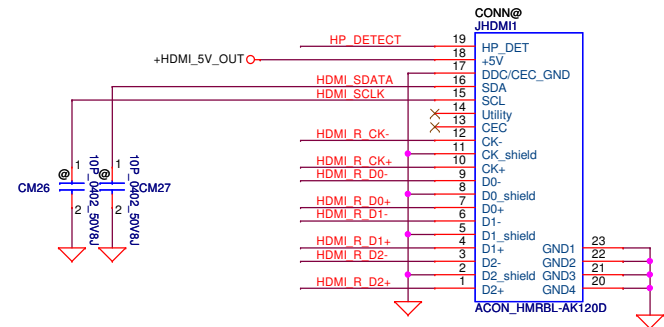 CONN@
JHDMI1
HP_DETECT 19 HP_DET
+HDMI_5V_OUT 18 +5V
17 DDC/CEC_GND
HDMI_SDATA 16 SDA
HDMI_SCLK 15 SCL
14 Utility
13 CEC
HDMI_R_CK- 12 CK-
11 CK_shield
HDMI_R_CK+ 10 CK+
HDMI_R_D0- 9 D0-
8 D0_shield
HDMI_R_D0+ 7 D0+
HDMI_R_D1- 6 D1-
5 D1_shield
HDMI_R_D1+ 4 D1+ GND1 23
HDMI_R_D2- 3 D2- GND2 22
2 D2_shield GND3 21
HDMI_R_D2+ 1 D2+ GND4 20
ACON_HMRBL-AK120D
@ 1
CM26
2
10P_0402_50V8J
@ 1
CM27
2
10P_0402_50V8J